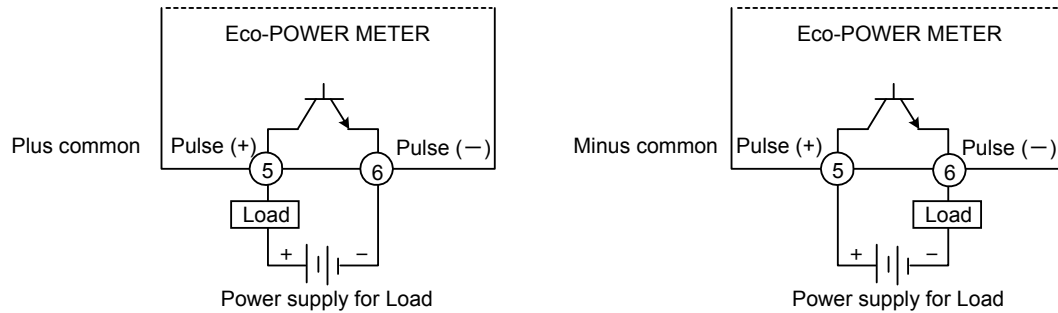 Eco-POWER METER
Plus common
Pulse (+)
Pulse (－)
5
6
Load
+
−
Power supply for Load
Eco-POWER METER
Minus common
Pulse (+)
Pulse (－)
5
6
Load
+
−
Power supply for Load